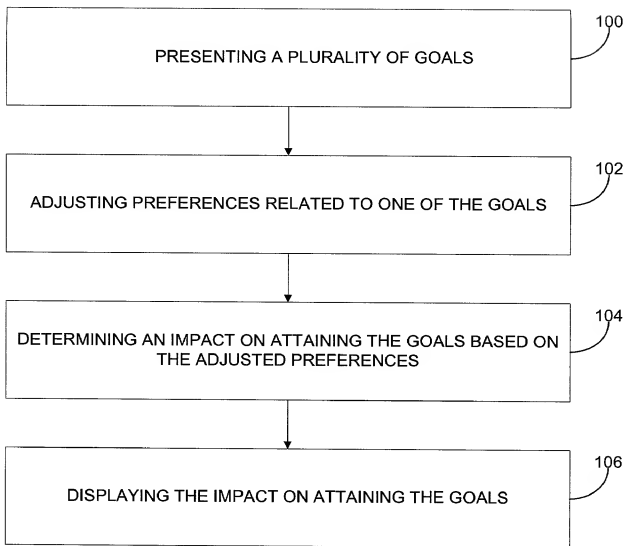 100
PRESENTING A PLURALITY OF GOALS
102
ADJUSTING PREFERENCES RELATED TO ONE OF THE GOALS
104
DETERMINING AN IMPACT ON ATTAINING THE GOALS BASED ON
THE ADJUSTED PREFERENCES
106
DISPLAYING THE IMPACT ON ATTAINING THE GOALS